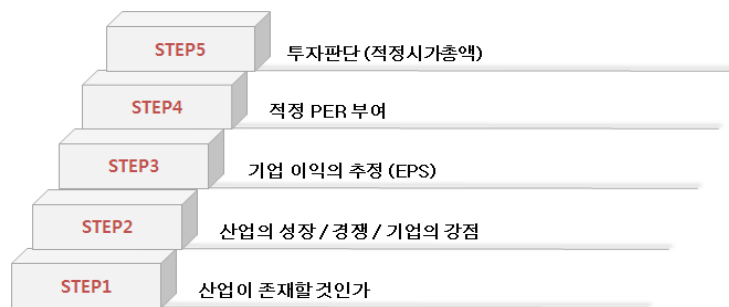 STEP5 투자판단 (적정시가총액)
STEP4 적정 PER 부여
STEP3 기업 이익의 추정 (EPS)
STEP2 산업의 성장 / 경쟁 / 기업의 강점
STEP1 산업이 존재할것인가